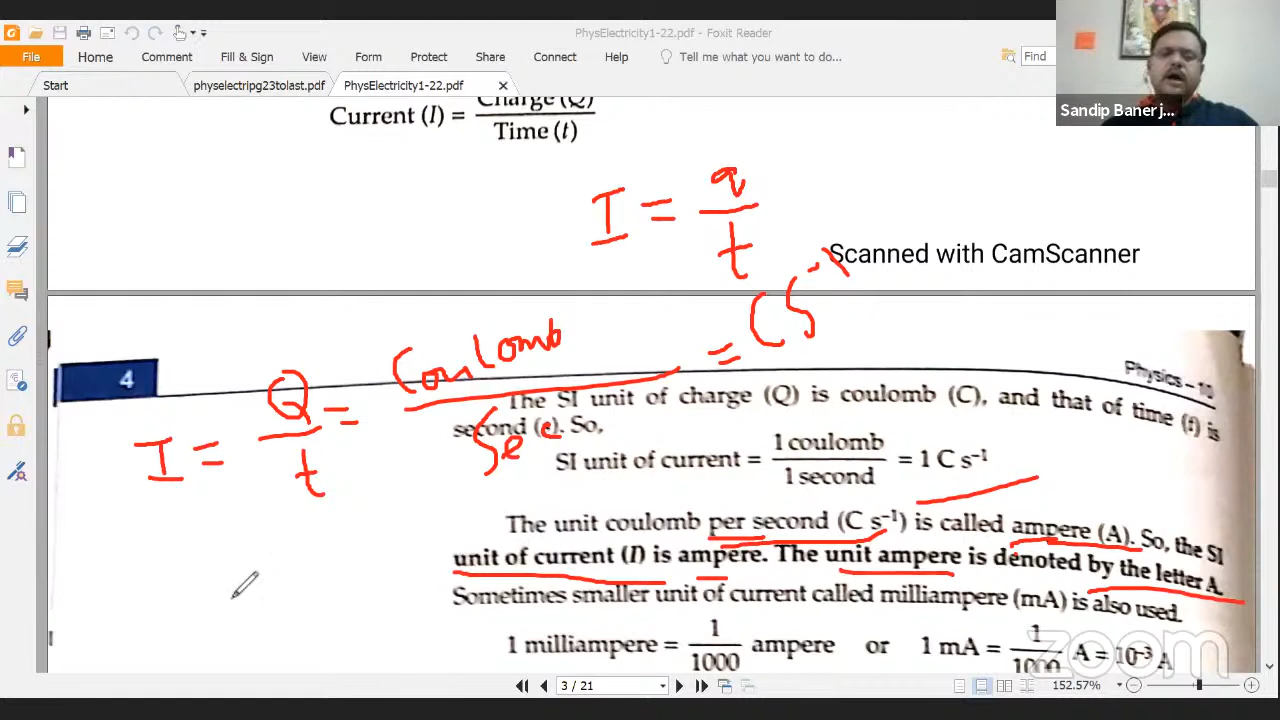 PhysElectricity1-22.pdf - Foxit Reader
File Home Comment Fill & Sign View Form Protect Share Connect Help Tell me what you want to do... Find
Start physelectripg23tolast.pdf PhysElectricity1-22.pdf
Sandip Banerj...
Current (I) = Charge (Q) / Time (t)
I = q / t
Scanned with CamScanner
4
Physics – 10
I = Q / t = Coulomb / Sec = CS⁻¹
The SI unit of charge (Q) is coulomb (C), and that of time (t) is
second (s). So,
SI unit of current = 1 coulomb / 1 second = 1 C s⁻¹
The unit coulomb per second (C s⁻¹) is called ampere (A). So, the SI
unit of current (I) is ampere. The unit ampere is denoted by the letter A.
Sometimes smaller unit of current called milliampere (mA) is also used.
1 milliampere = 1 / 1000 ampere or 1 mA = 1 / 1000 A = 10⁻³ A
zoom
3 / 21 152.57%